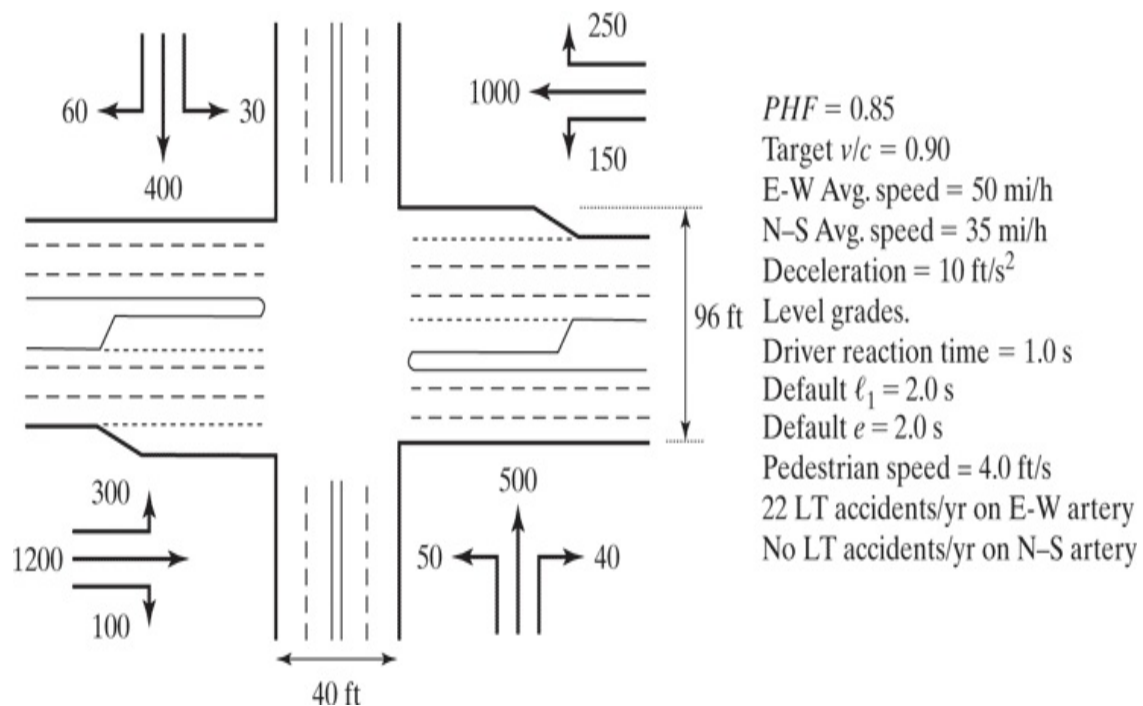 250
60
30
1000
400
150
PHF = 0.85
Target v/c = 0.90
E-W Avg. speed = 50 mi/h
N–S Avg. speed = 35 mi/h
Deceleration = 10 ft/s²
Level grades.
Driver reaction time = 1.0 s
Default ℓ₁ = 2.0 s
Default e = 2.0 s
Pedestrian speed = 4.0 ft/s
22 LT accidents/yr on E-W artery
No LT accidents/yr on N–S artery
96 ft
300
1200
100
500
50
40
40 ft